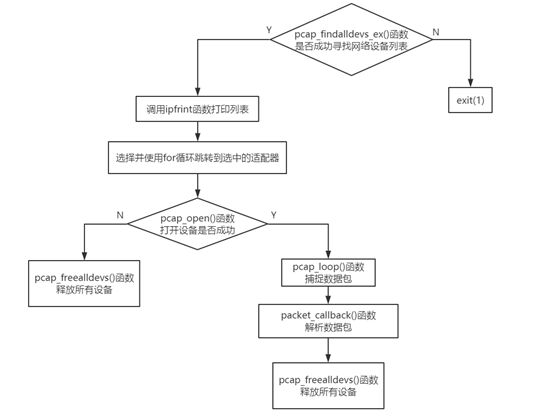 pcap_findalldevs_ex()函数
是否成功寻找网络设备列表
Y
N
exit(1)
调用ipfrint函数打印列表
选择并使用for循环跳转到选中的适配器
pcap_open()函数
打开设备是否成功
N
Y
pcap_freealldevs()函数
释放所有设备
pcap_loop()函数
捕捉数据包
packet_callback()函数
解析数据包
pcap_freealldevs()函数
释放所有设备